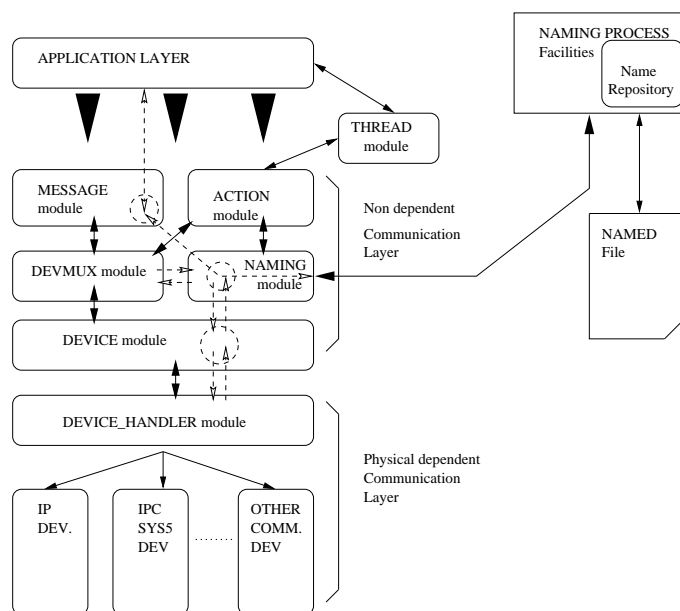 APPLICATION LAYER
NAMING PROCESS
Facilities
Name
Repository
THREAD
module
MESSAGE
module
ACTION
module
Non dependent
Communication
Layer
DEVMUX module
NAMING
module
NAMED
File
DEVICE module
DEVICE_HANDLER module
Physical dependent
Communication
Layer
IP
DEV.
IPC
SYS5
DEV
........
OTHER
COMM.
DEV